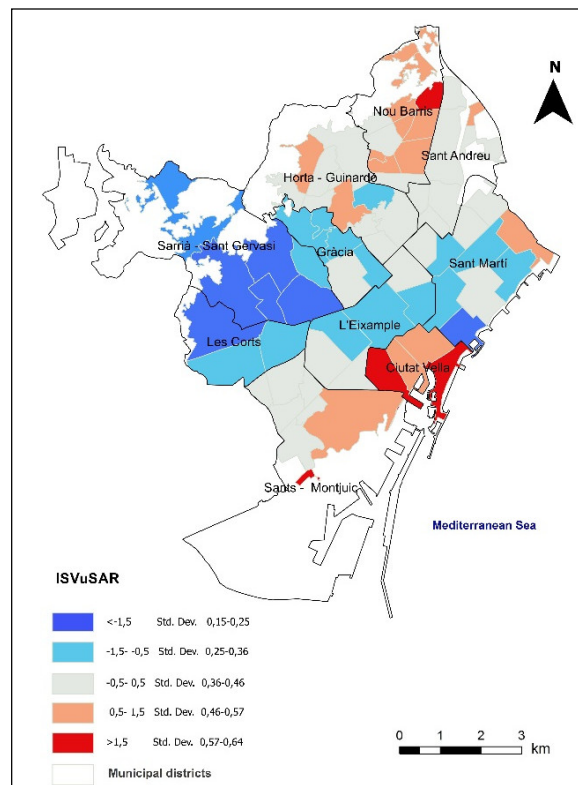 N
Nou Barris
Sant Andreu
Horta - Guinardó
Sarrià - Sant Gervasi
Gràcia
Sant Martí
L'Eixample
Les Corts
Ciutat Vella
Sants - Montjuic
Mediterranean Sea
ISVuSAR
<-1,5 Std. Dev. 0,15-0,25
-1,5- -0,5 Std. Dev. 0,25-0,36
-0,5- 0,5 Std. Dev. 0,36-0,46
0,5- 1,5 Std. Dev. 0,46-0,57
>1,5 Std. Dev. 0,57-0,64
Municipal districts
0 1 2 3
km